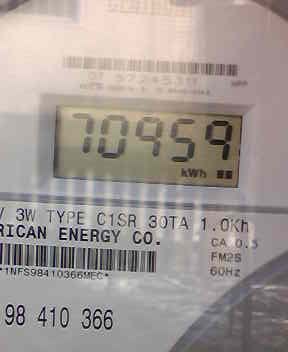 70959
kWh
V 3W TYPE C1SR 30TA 1.0Kh
RICAN ENERGY CO.
CA 0.5
FM2S
*1NFS98410366MEC*
60Hz
98 410 366